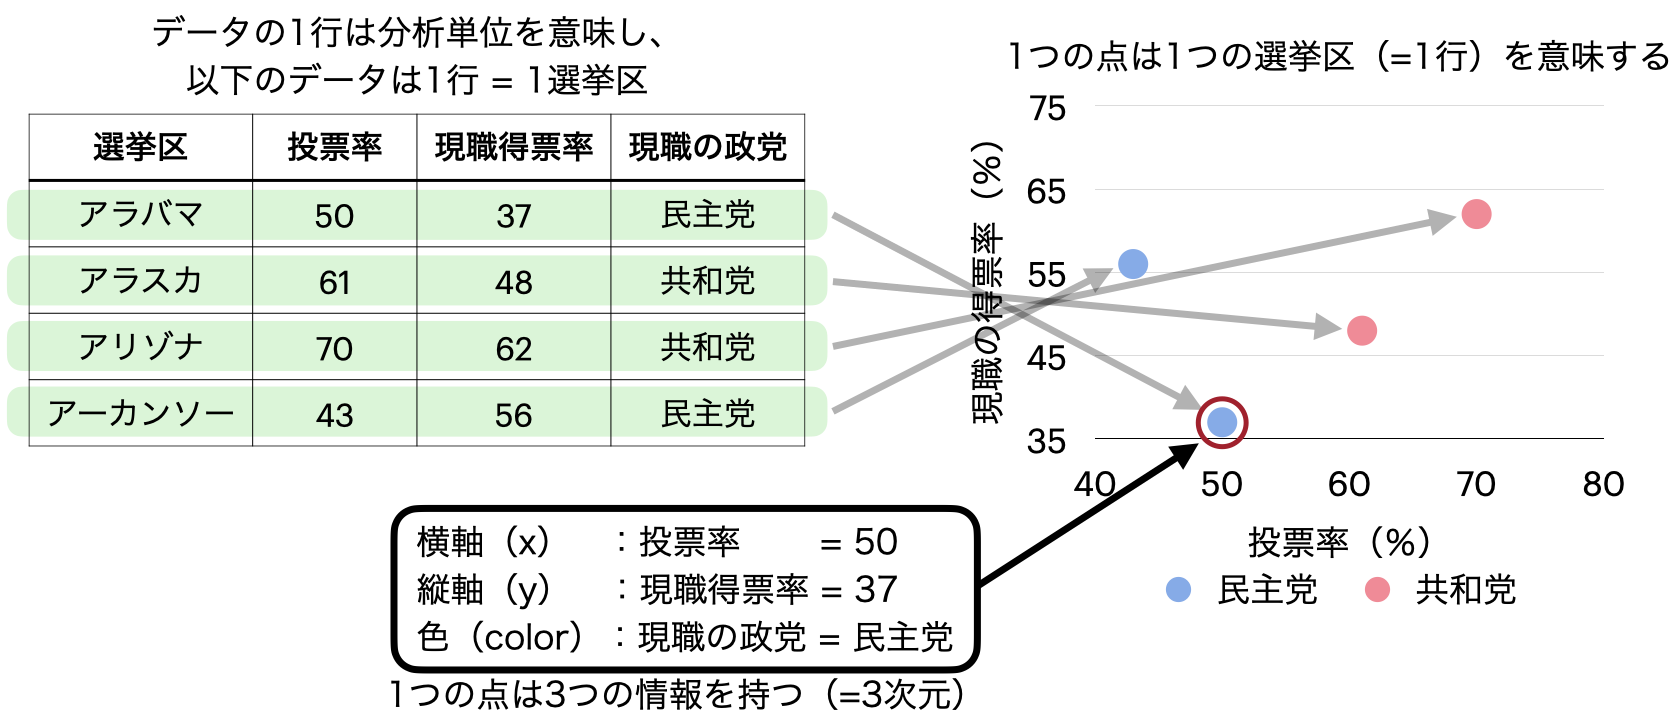 データの1行は分析単位を意味し、
以下のデータは1行 = 1選挙区
選挙区 投票率 現職得票率 現職の政党
アラバマ 50 37 民主党
アラスカ 61 48 共和党
アリゾナ 70 62 共和党
アーカンソー 43 56 民主党
1つの点は1つの選挙区（=1行）を意味する
現職の得票率（%）
75
65
55
45
35
40 50 60 70 80
投票率（%）
民主党 共和党
横軸（x）：投票率 = 50
縦軸（y）：現職得票率 = 37
色（color）：現職の政党 = 民主党
1つの点は3つの情報を持つ（=3次元）